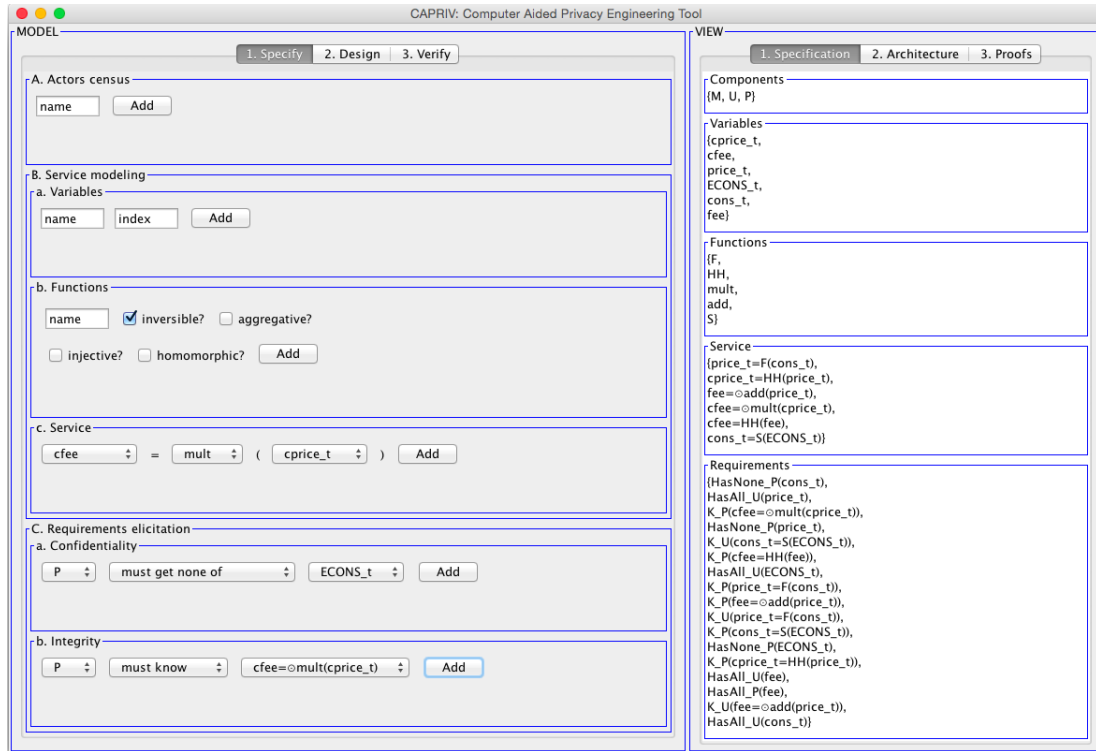 CAPRIV: Computer Aided Privacy Engineering Tool
MODEL
1. Specify 2. Design 3. Verify
A. Actors census
name Add
B. Service modeling
a. Variables
name index Add
b. Functions
name inversible? aggregative?
injective? homomorphic? Add
c. Service
cfee = mult ( cprice_t ) Add
C. Requirements elicitation
a. Confidentiality
P must get none of ECONS_t Add
b. Integrity
P must know cfee=⊙mult(cprice_t) Add
VIEW
1. Specification 2. Architecture 3. Proofs
Components
{M, U, P}
Variables
{cprice_t,
cfee,
price_t,
ECONS_t,
cons_t,
fee}
Functions
{F,
HH,
mult,
add,
S}
Service
{price_t=F(cons_t),
cprice_t=HH(price_t),
fee=⊙add(price_t),
cfee=⊙mult(cprice_t),
cfee=HH(fee),
cons_t=S(ECONS_t)}
Requirements
{HasNone_P(cons_t),
HasAll_U(price_t),
K_P(cfee=⊙mult(cprice_t)),
HasNone_P(price_t),
K_U(cons_t=S(ECONS_t)),
K_P(cfee=HH(fee)),
HasAll_U(ECONS_t),
K_P(price_t=F(cons_t)),
K_P(fee=⊙add(price_t)),
K_U(price_t=F(cons_t)),
K_P(cons_t=S(ECONS_t)),
HasNone_P(ECONS_t),
K_P(cprice_t=HH(price_t)),
HasAll_U(fee),
HasAll_P(fee),
K_U(fee=⊙add(price_t)),
HasAll_U(cons_t)}